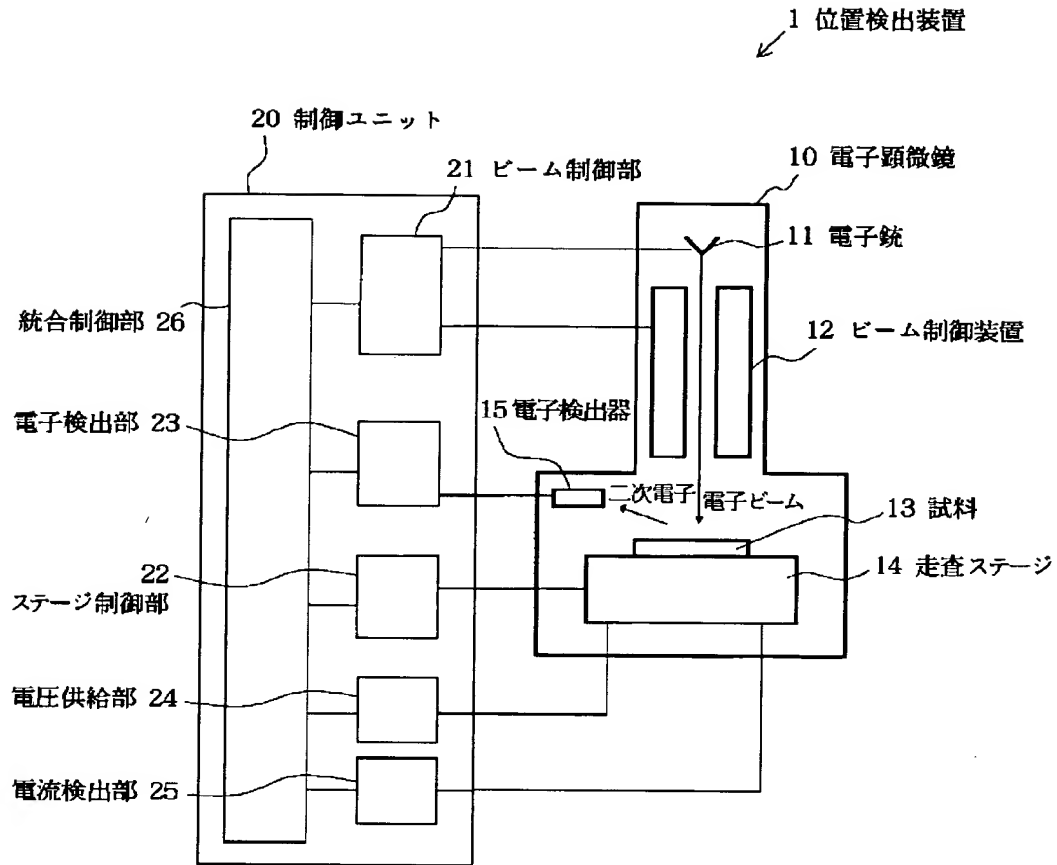 1 位置検出装置
20 制御ユニット
21 ビーム制御部
10 電子顕微鏡
11 電子銃
統合制御部 26
12 ビーム制御装置
電子検出部 23
15 電子検出器
二次電子
電子ビーム
13 試料
22
ステージ制御部
14 走査ステージ
電圧供給部 24
電流検出部 25